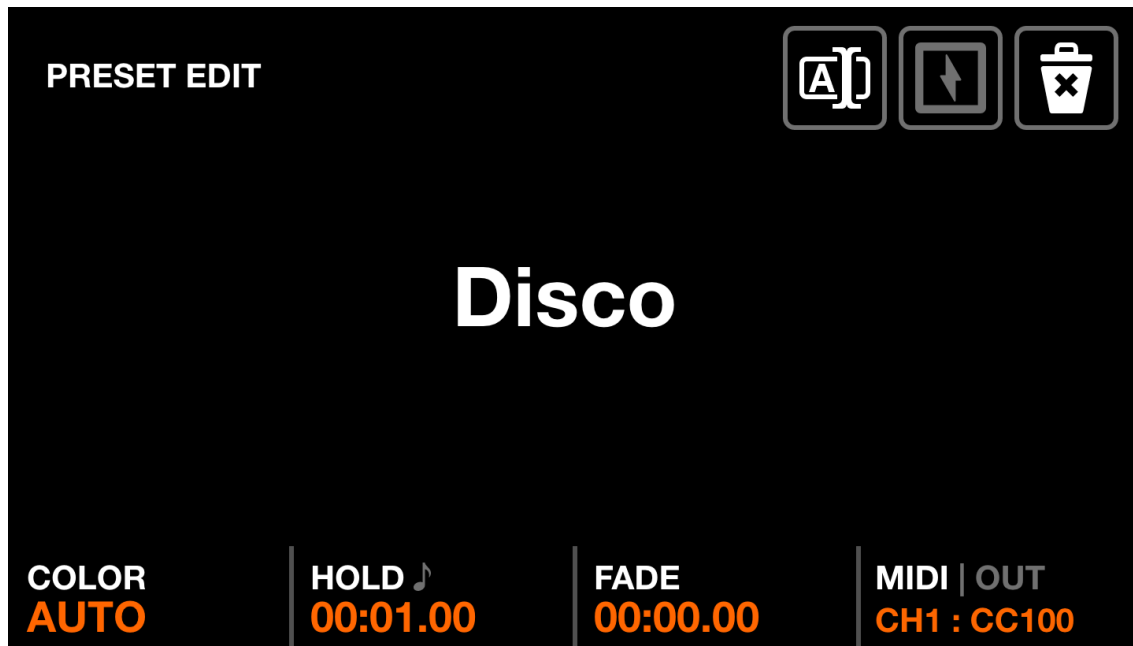 PRESET EDIT
A
Disco
COLOR
AUTO
HOLD ♪
00:01.00
FADE
00:00.00
MIDI | OUT
CH1 : CC100